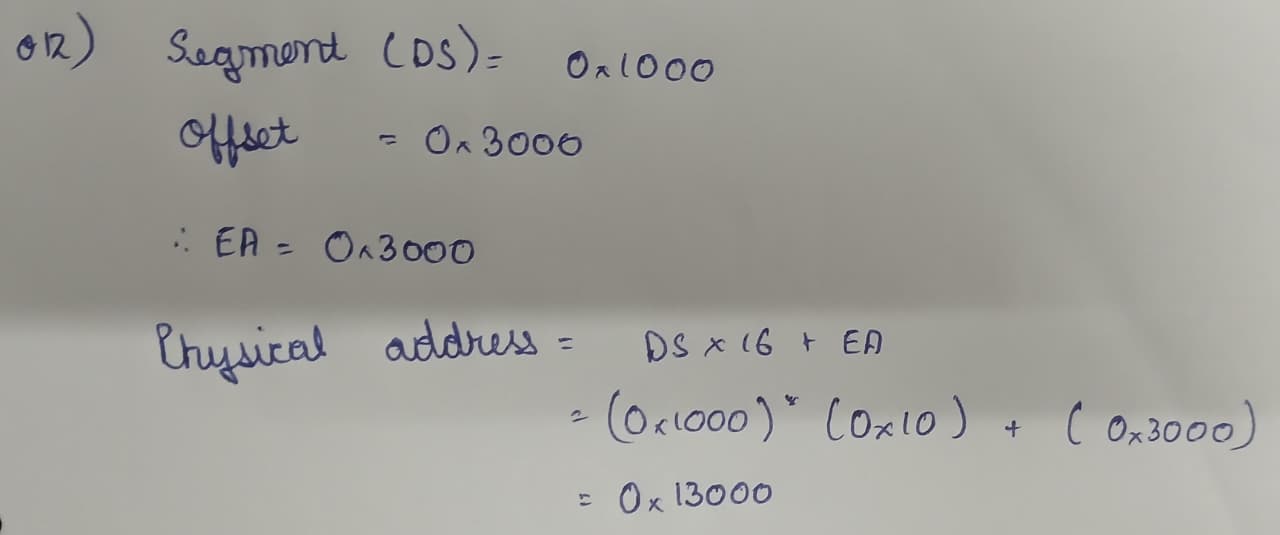 Q12) Segment (DS) = 0x1000
Offset = 0x3000
∴ EA = 0x3000
Physical address = DS × 16 + EA
= (0x1000) * (0x10) + (0x3000)
= 0x13000